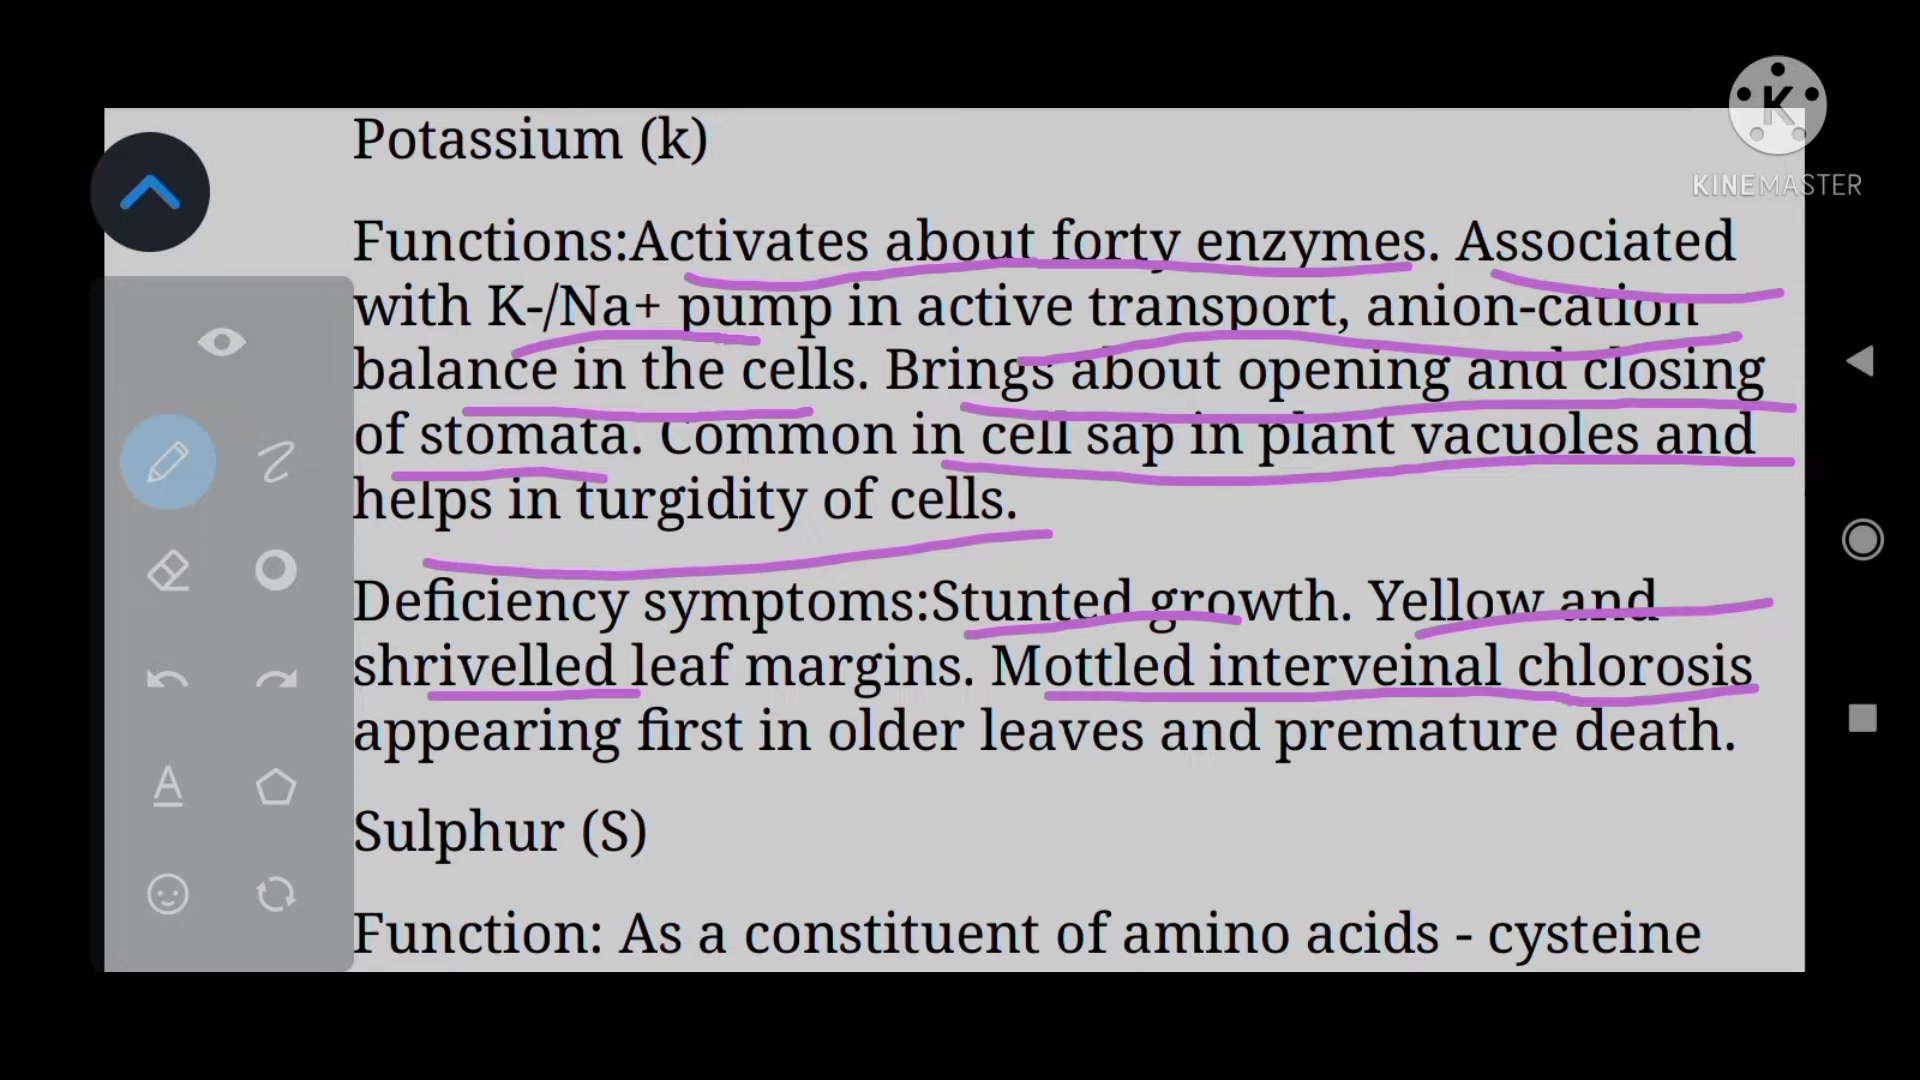 Potassium (k)
KINEMASTER
Functions:Activates about forty enzymes. Associated
with K-/Na+ pump in active transport, anion-cation
balance in the cells. Brings about opening and closing
of stomata. Common in cell sap in plant vacuoles and
helps in turgidity of cells.
Deficiency symptoms:Stunted growth. Yellow and
shrivelled leaf margins. Mottled interveinal chlorosis
appearing first in older leaves and premature death.
Sulphur (S)
Function: As a constituent of amino acids - cysteine